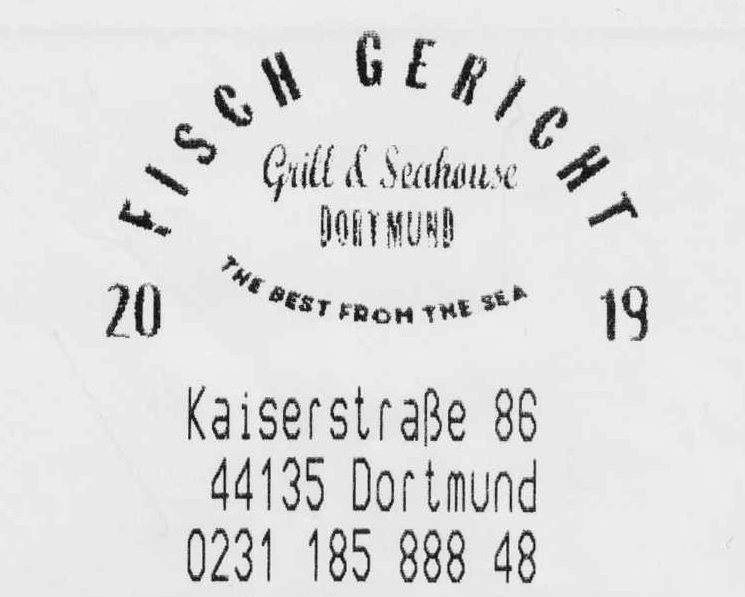 FISCH GERICHT
Grill & Seahouse
DORTMUND
THE BEST FROM THE SEA
20 19
Kaiserstraße 86
44135 Dortmund
0231 185 888 48